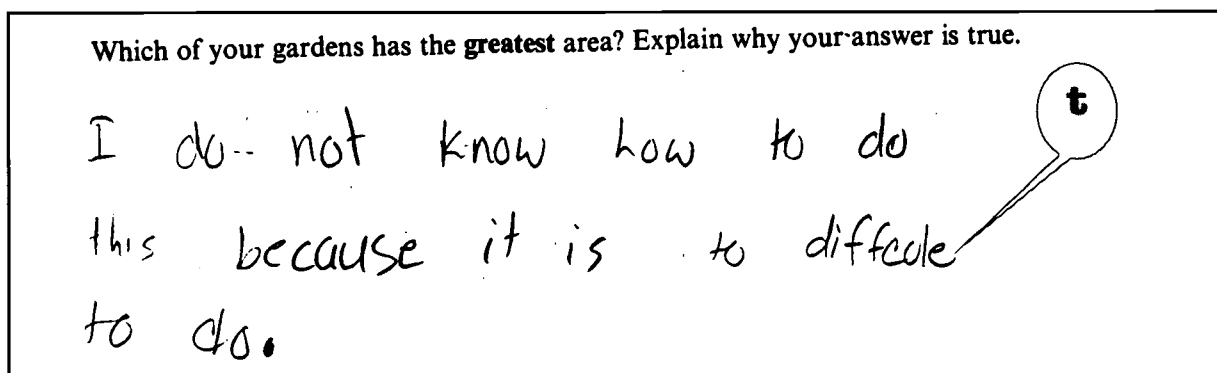 Which of your gardens has the greatest area? Explain why your answer is true.
t
I do not know how to do
this because it is to diffcule
to do.